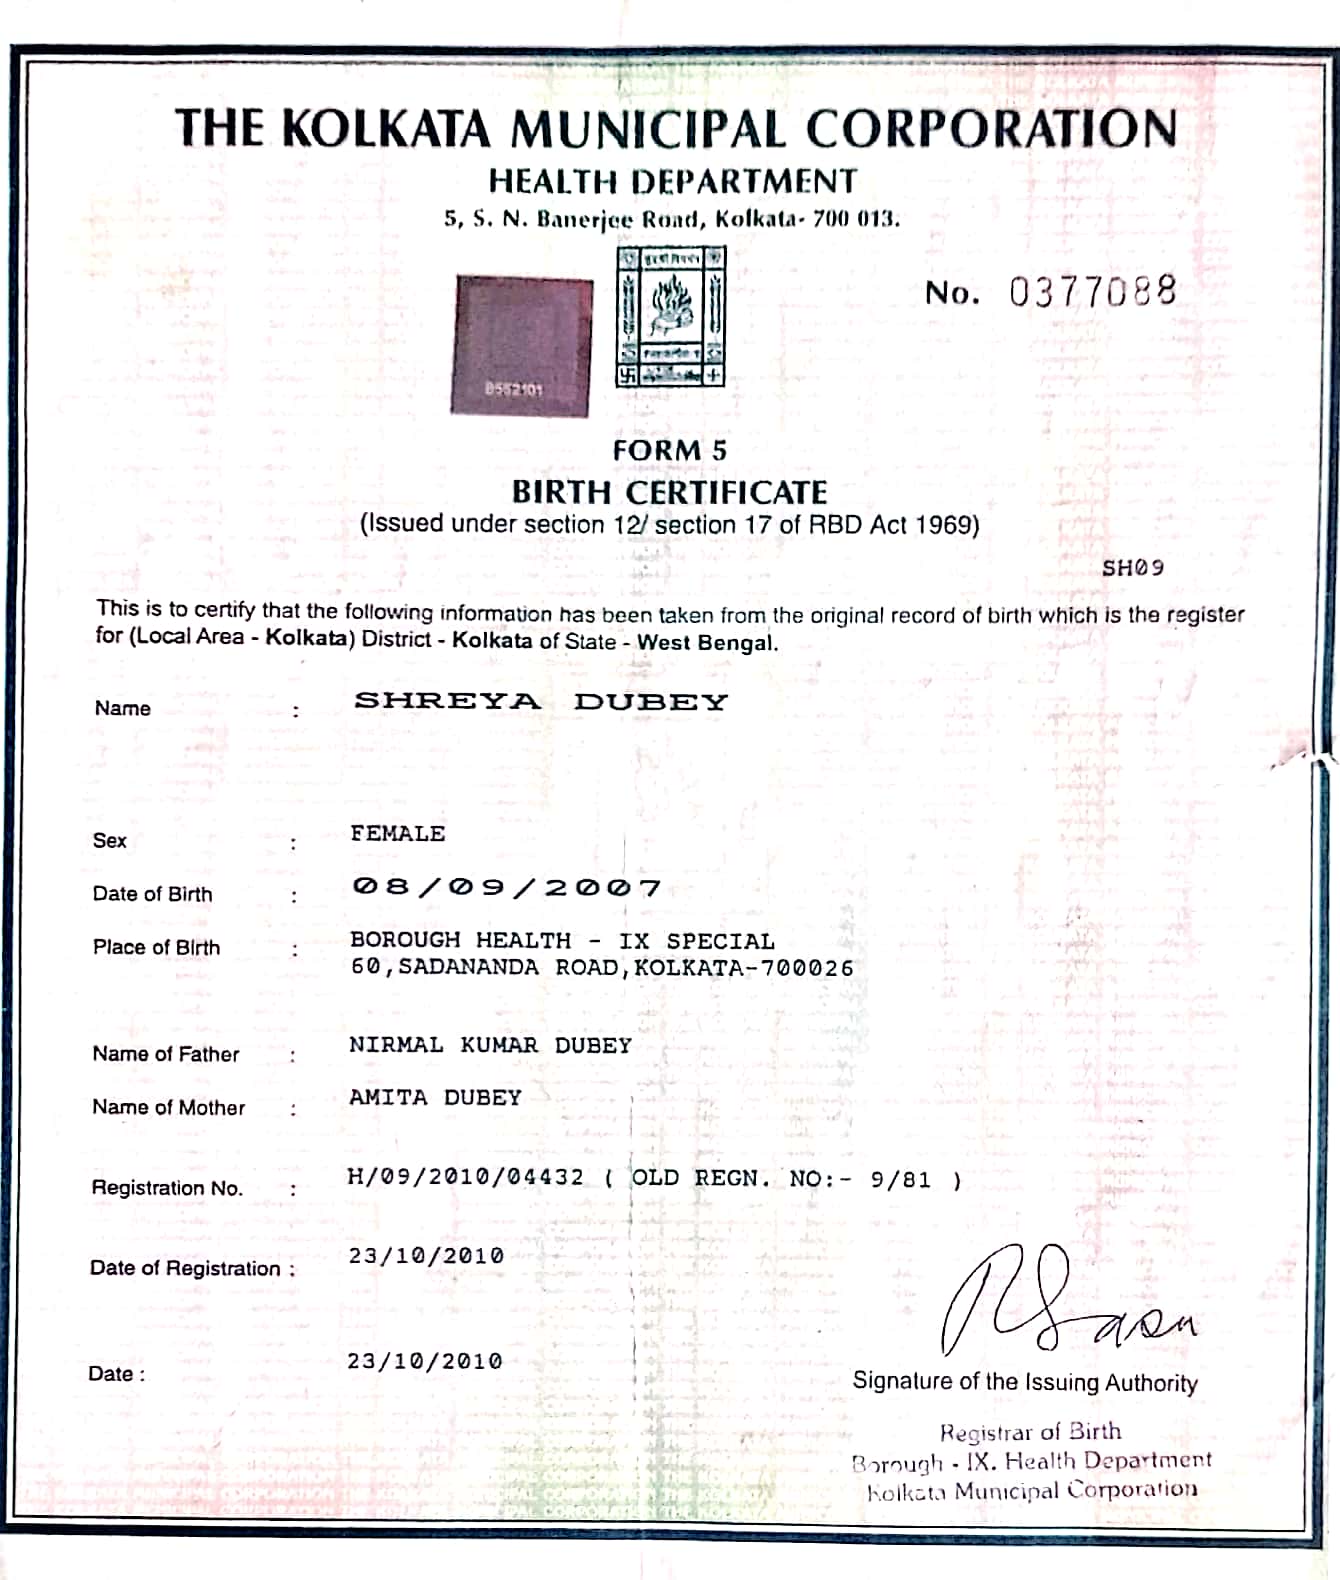 THE KOLKATA MUNICIPAL CORPORATION
HEALTH DEPARTMENT
5, S. N. Banerjee Road, Kolkata- 700 013.
No. 0377088
B552101
FORM 5
BIRTH CERTIFICATE
(Issued under section 12/ section 17 of RBD Act 1969)
SH09
This is to certify that the following information has been taken from the original record of birth which is the register
for (Local Area - Kolkata) District - Kolkata of State - West Bengal.
Name : SHREYA DUBEY
Sex : FEMALE
Date of Birth : 08/09/2007
Place of Birth : BOROUGH HEALTH - IX SPECIAL
60,SADANANDA ROAD,KOLKATA-700026
Name of Father : NIRMAL KUMAR DUBEY
Name of Mother : AMITA DUBEY
Registration No. : H/09/2010/04432 ( OLD REGN. NO:- 9/81 )
Date of Registration : 23/10/2010
Date : 23/10/2010
Signature of the Issuing Authority
Registrar of Birth
Borough - IX. Health Department
Kolkata Municipal Corporation